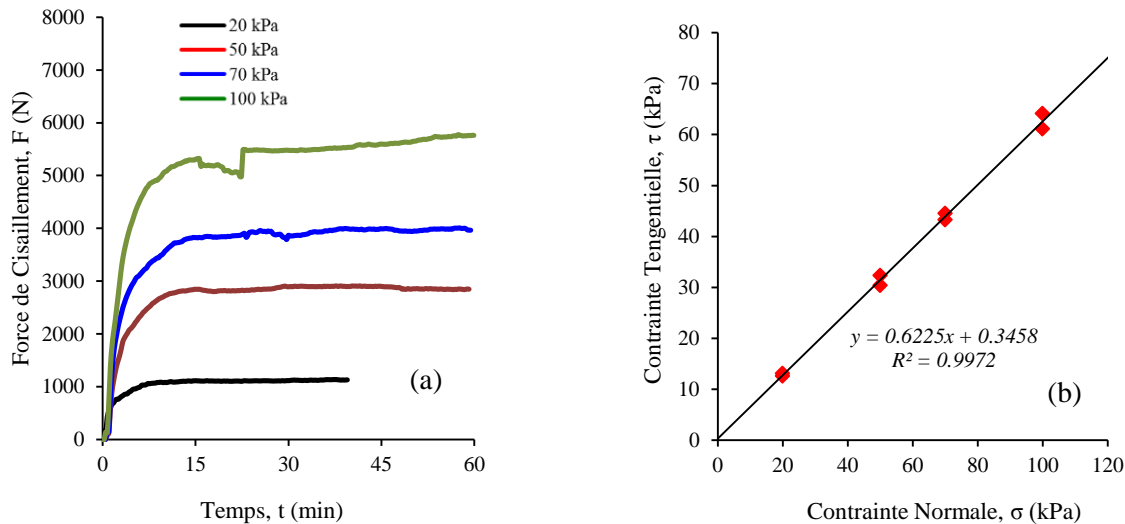 8000
7000
6000
5000
4000
3000
2000
1000
0
Force de Cisaillement, F (N)
20 kPa
50 kPa
70 kPa
100 kPa
(a)
0
15
30
45
60
Temps, t (min)
80
70
60
50
40
30
20
10
0
Contrainte Tengentielle, τ (kPa)
y = 0.6225x + 0.3458
R² = 0.9972
(b)
0
20
40
60
80
100
120
Contrainte Normale, σ (kPa)